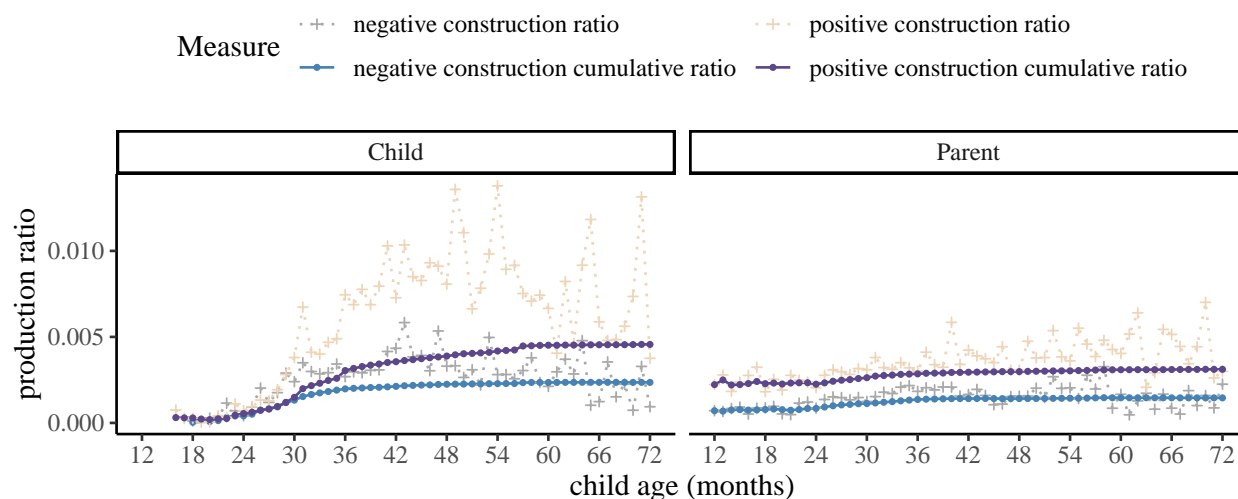 Measure
negative construction ratio
positive construction ratio
negative construction cumulative ratio
positive construction cumulative ratio
Child
Parent
production ratio
0.010
0.005
0.000
12 18 24 30 36 42 48 54 60 66 72
12 18 24 30 36 42 48 54 60 66 72
child age (months)